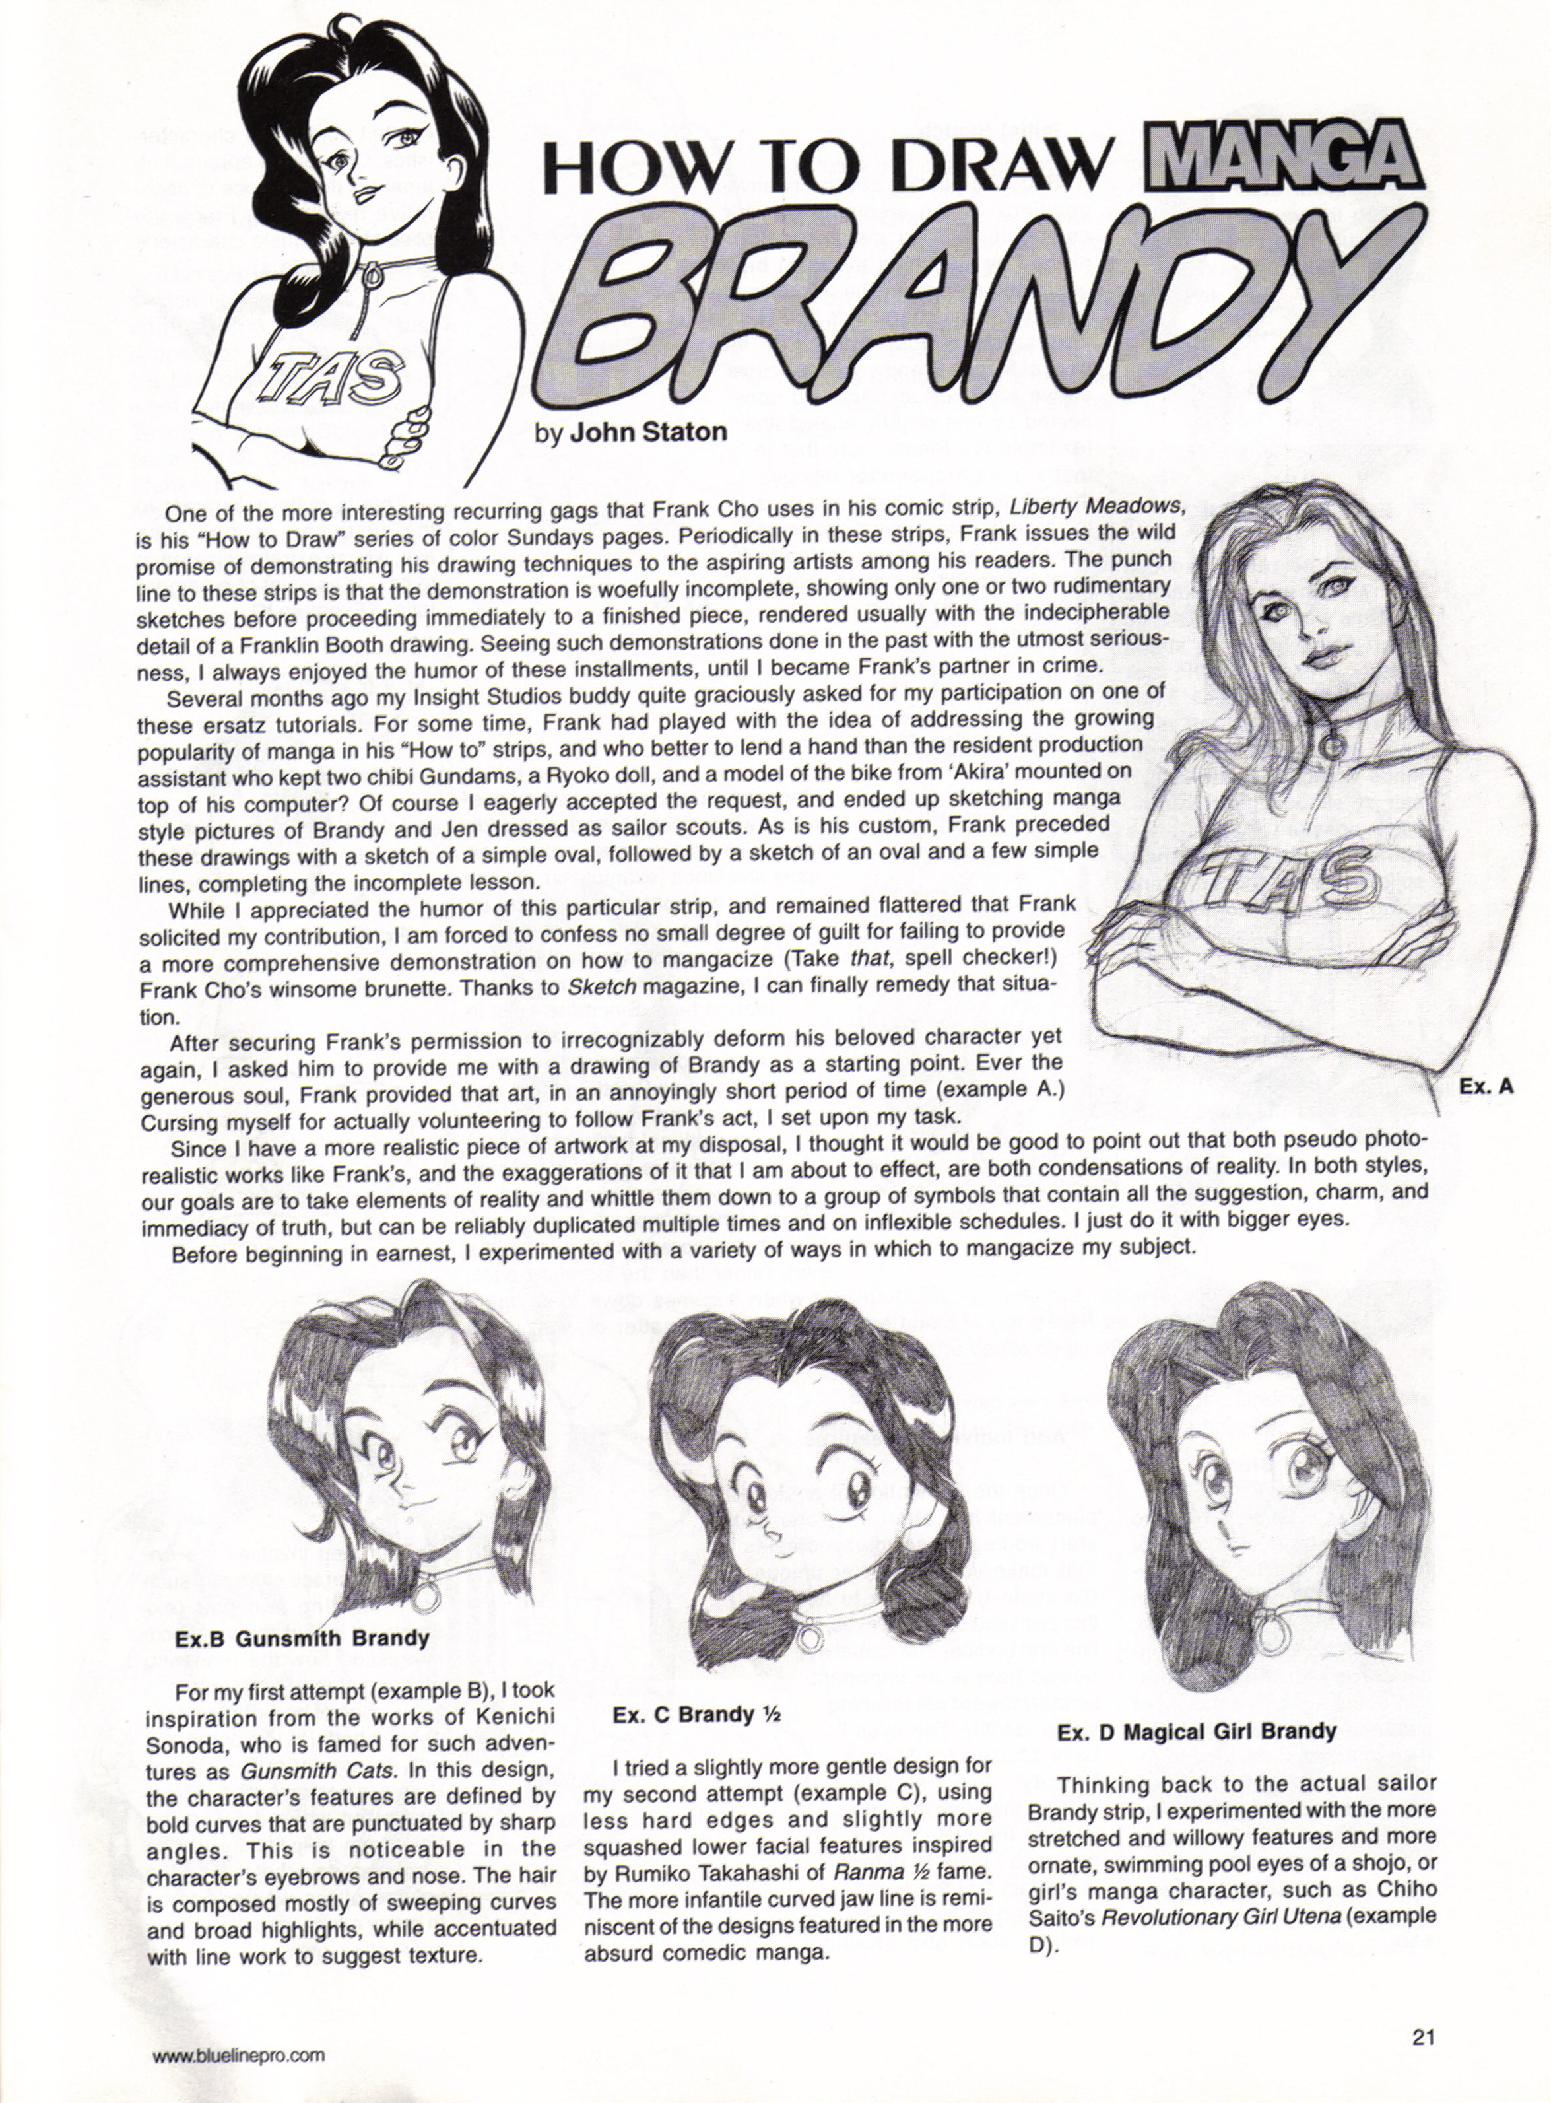 HOW TO DRAW MANGA
BRANDY
TAS
by John Staton
One of the more interesting recurring gags that Frank Cho uses in his comic strip, Liberty Meadows,
is his “How to Draw” series of color Sundays pages. Periodically in these strips, Frank issues the wild
promise of demonstrating his drawing techniques to the aspiring artists among his readers. The punch
line to these strips is that the demonstration is woefully incomplete, showing only one or two rudimentary
sketches before proceeding immediately to a finished piece, rendered usually with the indecipherable
detail of a Franklin Booth drawing. Seeing such demonstrations done in the past with the utmost serious-
ness, I always enjoyed the humor of these installments, until I became Frank's partner in crime.
Several months ago my Insight Studios buddy quite graciously asked for my participation on one of
these ersatz tutorials. For some time, Frank had played with the idea of addressing the growing
popularity of manga in his “How to” strips, and who better to lend a hand than the resident production
assistant who kept two chibi Gundams, a Ryoko doll, and a model of the bike from ‘Akira’ mounted on
top of his computer? Of course I eagerly accepted the request, and ended up sketching manga
style pictures of Brandy and Jen dressed as sailor scouts. As is his custom, Frank preceded
these drawings with a sketch of a simple oval, followed by a sketch of an oval and a few simple
lines, completing the incomplete lesson.
While I appreciated the humor of this particular strip, and remained flattered that Frank
solicited my contribution, I am forced to confess no small degree of guilt for failing to provide
a more comprehensive demonstration on how to mangacize (Take that, spell checker!)
Frank Cho's winsome brunette. Thanks to Sketch magazine, I can finally remedy that situa-
tion.
After securing Frank's permission to irrecognizably deform his beloved character yet
again, I asked him to provide me with a drawing of Brandy as a starting point. Ever the
generous soul, Frank provided that art, in an annoyingly short period of time (example A.)
Cursing myself for actually volunteering to follow Frank's act, I set upon my task.
TAS
Ex. A
Since I have a more realistic piece of artwork at my disposal, I thought it would be good to point out that both pseudo photo-
realistic works like Frank's, and the exaggerations of it that I am about to effect, are both condensations of reality. In both styles,
our goals are to take elements of reality and whittle them down to a group of symbols that contain all the suggestion, charm, and
immediacy of truth, but can be reliably duplicated multiple times and on inflexible schedules. I just do it with bigger eyes.
Before beginning in earnest, I experimented with a variety of ways in which to mangacize my subject.
Ex.B Gunsmith Brandy
For my first attempt (example B), I took
inspiration from the works of Kenichi
Sonoda, who is famed for such adven-
tures as Gunsmith Cats. In this design,
the character's features are defined by
bold curves that are punctuated by sharp
angles. This is noticeable in the
character's eyebrows and nose. The hair
is composed mostly of sweeping curves
and broad highlights, while accentuated
with line work to suggest texture.
Ex. C Brandy ½
I tried a slightly more gentle design for
my second attempt (example C), using
less hard edges and slightly more
squashed lower facial features inspired
by Rumiko Takahashi of Ranma ½ fame.
The more infantile curved jaw line is remi-
niscent of the designs featured in the more
absurd comedic manga.
Ex. D Magical Girl Brandy
Thinking back to the actual sailor
Brandy strip, I experimented with the more
stretched and willowy features and more
ornate, swimming pool eyes of a shojo, or
girl's manga character, such as Chiho
Saito's Revolutionary Girl Utena (example
D).
www.bluelinepro.com
21